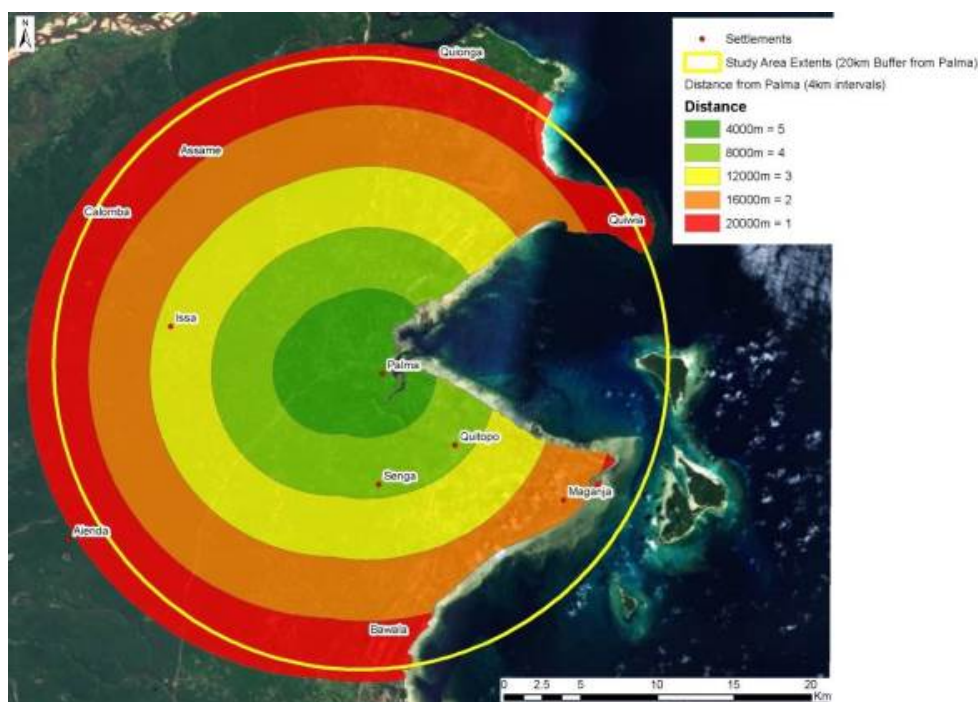 N
Settlements
Study Area Extents (20km Buffer from Palma)
Distance from Palma (4km intervals)
Distance
4000m = 5
8000m = 4
12000m = 3
16000m = 2
20000m = 1
Quionga
Assame
Calomba
Quiwia
Issa
Palma
Quitopo
Senga
Maganja
Alenda
Bawala
0 2.5 5 10 15 20
Km